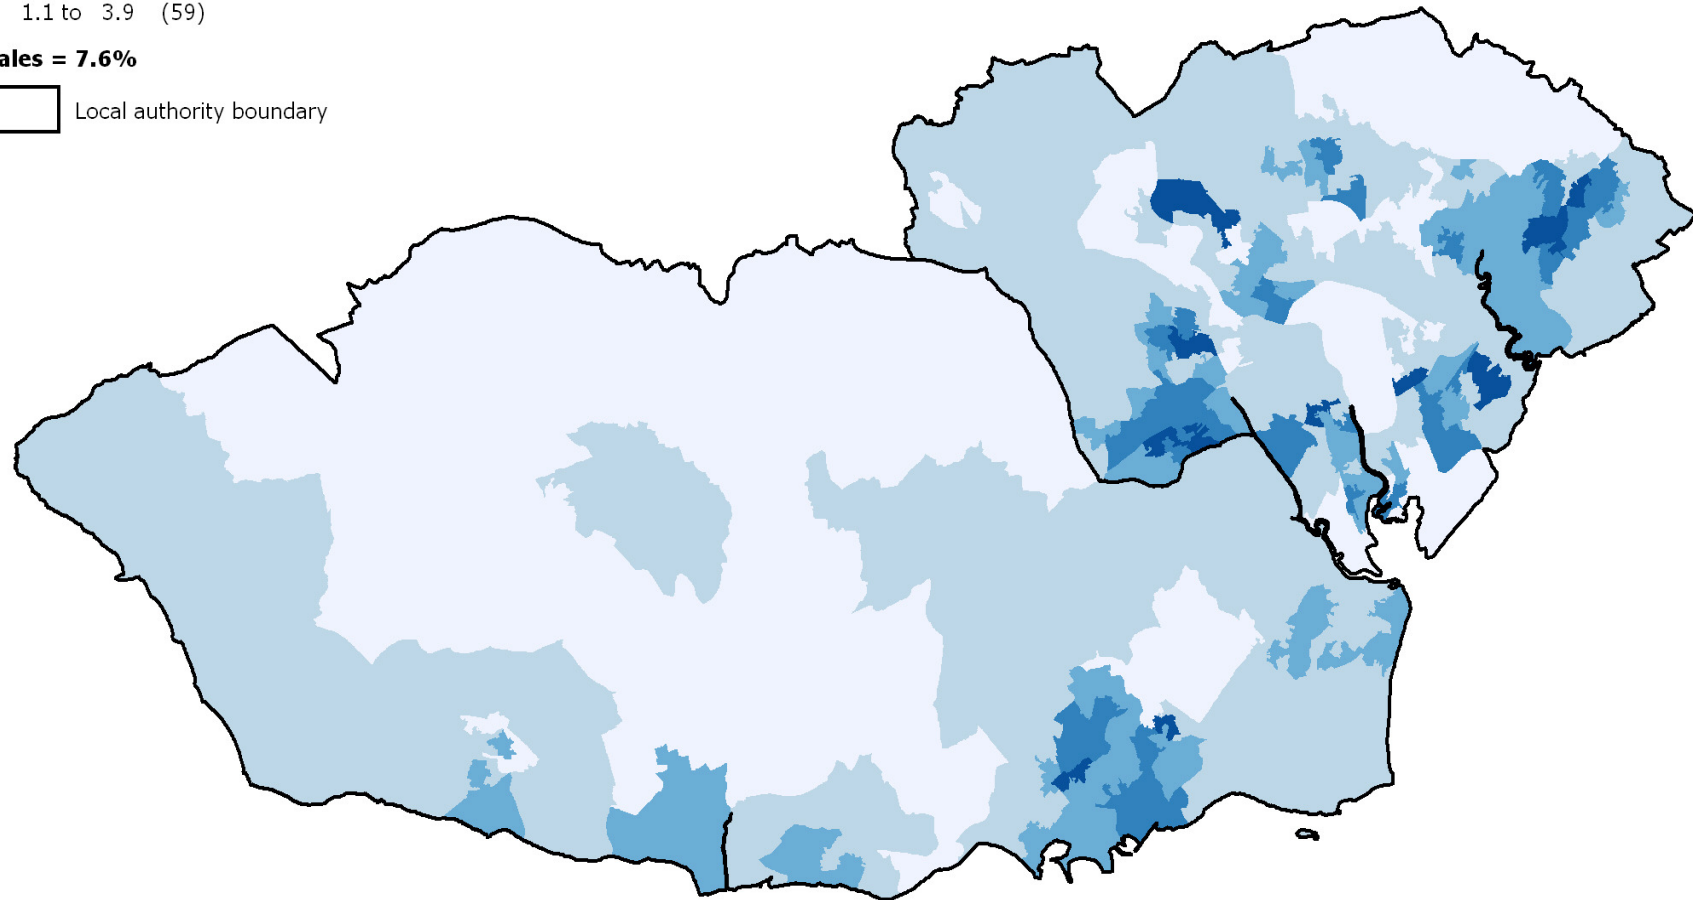 1.1 to 3.9 (59)
ales = 7.6%
Local authority boundary